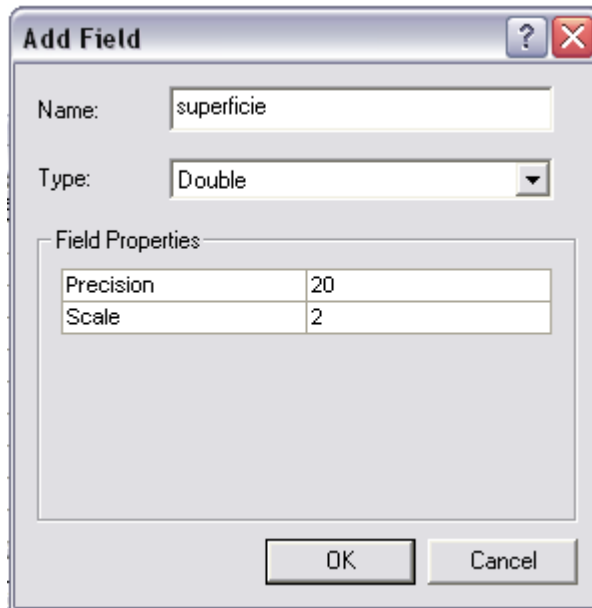 Add Field
Name: superficie
Type: Double
Field Properties
Precision 20
Scale 2
OK Cancel